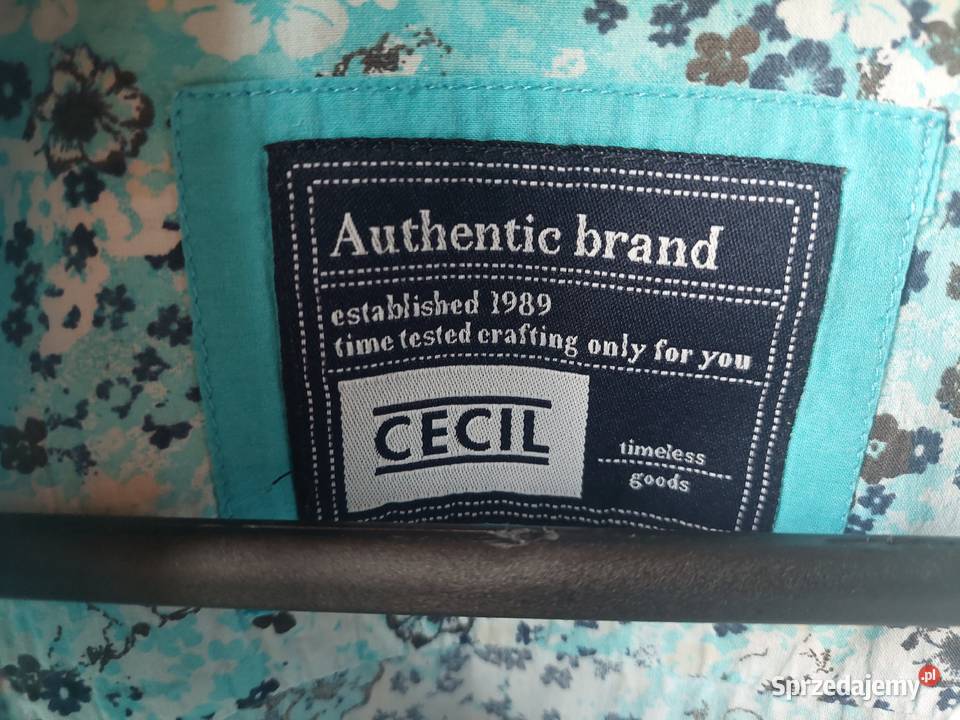 Authentic brand
established 1989
time tested crafting only for you
CECIL
timeless
goods
Sprzedajemy.pl